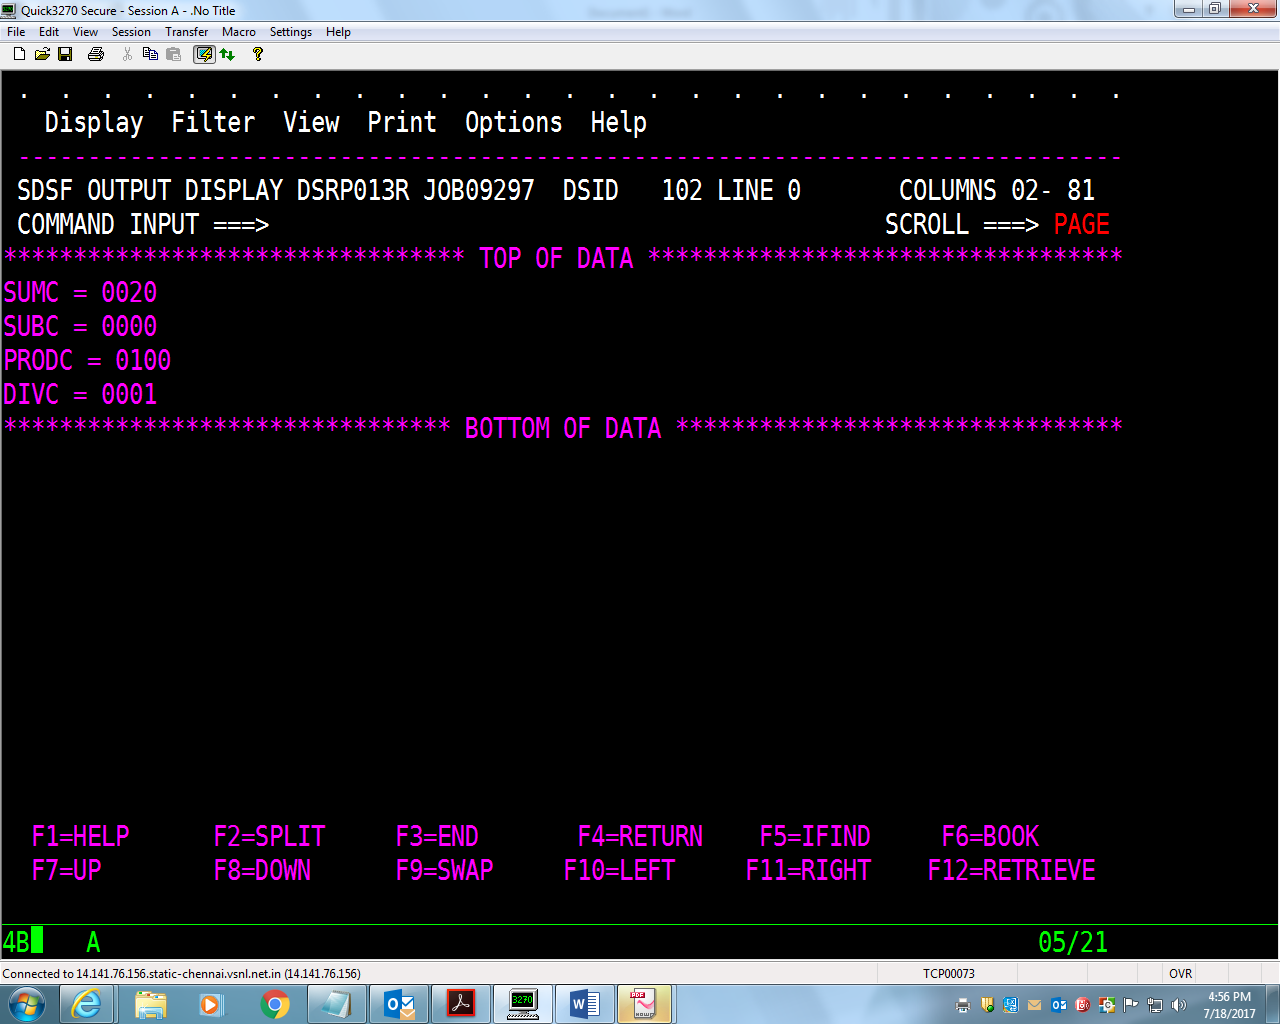 Quick3270 Secure - Session A - .No Title
File Edit View Session Transfer Macro Settings Help
. . . . . . . . . . . . . . . . . . . . . . . . . . .
Display Filter View Print Options Help
-------------------------------------------------------------------------------
SDSF OUTPUT DISPLAY DSRP013R JOB09297 DSID 102 LINE 0 COLUMNS 02- 81
COMMAND INPUT ===> SCROLL ===> PAGE
********************************* TOP OF DATA **********************************
SUMC = 0020
SUBC = 0000
PRODC = 0100
DIVC = 0001
******************************** BOTTOM OF DATA ********************************
F1=HELP F2=SPLIT F3=END F4=RETURN F5=IFIND F6=BOOK
F7=UP F8=DOWN F9=SWAP F10=LEFT F11=RIGHT F12=RETRIEVE
4B A 05/21
Connected to 14.141.76.156.static-chennai.vsnl.net.in (14.141.76.156) TCP00073 OVR
3270
PDF
4:56 PM
7/18/2017